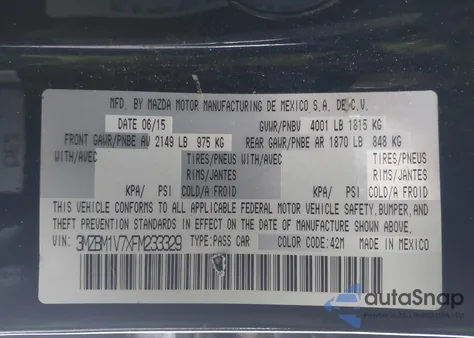 MFD. BY MAZDA MOTOR MANUFACTURING DE MEXICO S.A. DE C.V.
DATE 06/15 GVWR/PNBV 4001 LB 1815 KG
FRONT GAWR/PNBE AV 2149 LB 975 KG REAR GAWR/PNBE AR 1870 LB 848 KG
WITH/AVEC TIRES/PNEUS WITH/AVEC TIRES/PNEUS
RIMS/JANTES RIMS/JANTES
KPA/ PSI COLD/A FROID KPA/ PSI COLD/A FROID
THIS VEHICLE CONFORMS TO ALL APPLICABLE FEDERAL MOTOR VEHICLE SAFETY, BUMPER, AND
THEFT PREVENTION STANDARDS IN EFFECT ON THE DATE OF MANUFACTURE SHOWN ABOVE.
VIN: 3MZBM1V7XFM233329 TYPE: PASS CAR COLOR CODE: 42M MADE IN MEXICO
autaSnap